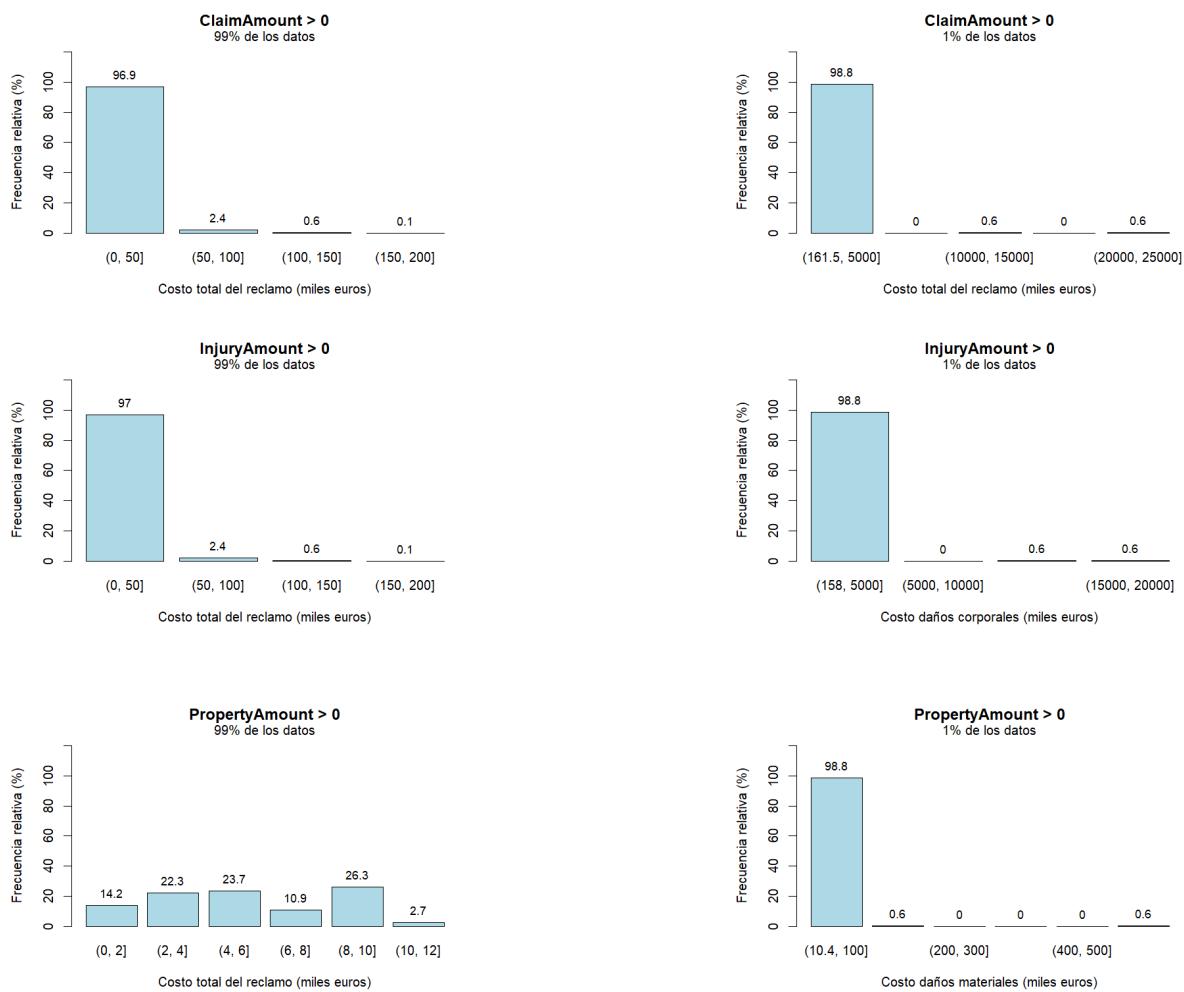 ClaimAmount > 0
99% de los datos
Frecuencia relativa (%)
0 20 40 60 80 100
96.9 2.4 0.6 0.1
(0, 50] (50, 100] (100, 150] (150, 200]
Costo total del reclamo (miles euros)
ClaimAmount > 0
1% de los datos
Frecuencia relativa (%)
0 20 40 60 80 100
98.8 0 0.6 0 0.6
(161.5, 5000] (10000, 15000] (20000, 25000]
Costo total del reclamo (miles euros)
InjuryAmount > 0
99% de los datos
Frecuencia relativa (%)
0 20 40 60 80 100
97 2.4 0.6 0.1
(0, 50] (50, 100] (100, 150] (150, 200]
Costo total del reclamo (miles euros)
InjuryAmount > 0
1% de los datos
Frecuencia relativa (%)
0 20 40 60 80 100
98.8 0 0.6 0.6
(158, 5000] (5000, 10000] (15000, 20000]
Costo daños corporales (miles euros)
PropertyAmount > 0
99% de los datos
Frecuencia relativa (%)
0 20 40 60 80 100
14.2 22.3 23.7 10.9 26.3 2.7
(0, 2] (2, 4] (4, 6] (6, 8] (8, 10] (10, 12]
Costo total del reclamo (miles euros)
PropertyAmount > 0
1% de los datos
Frecuencia relativa (%)
0 20 40 60 80 100
98.8 0.6 0 0 0 0.6
(10.4, 100] (200, 300] (400, 500]
Costo daños materiales (miles euros)